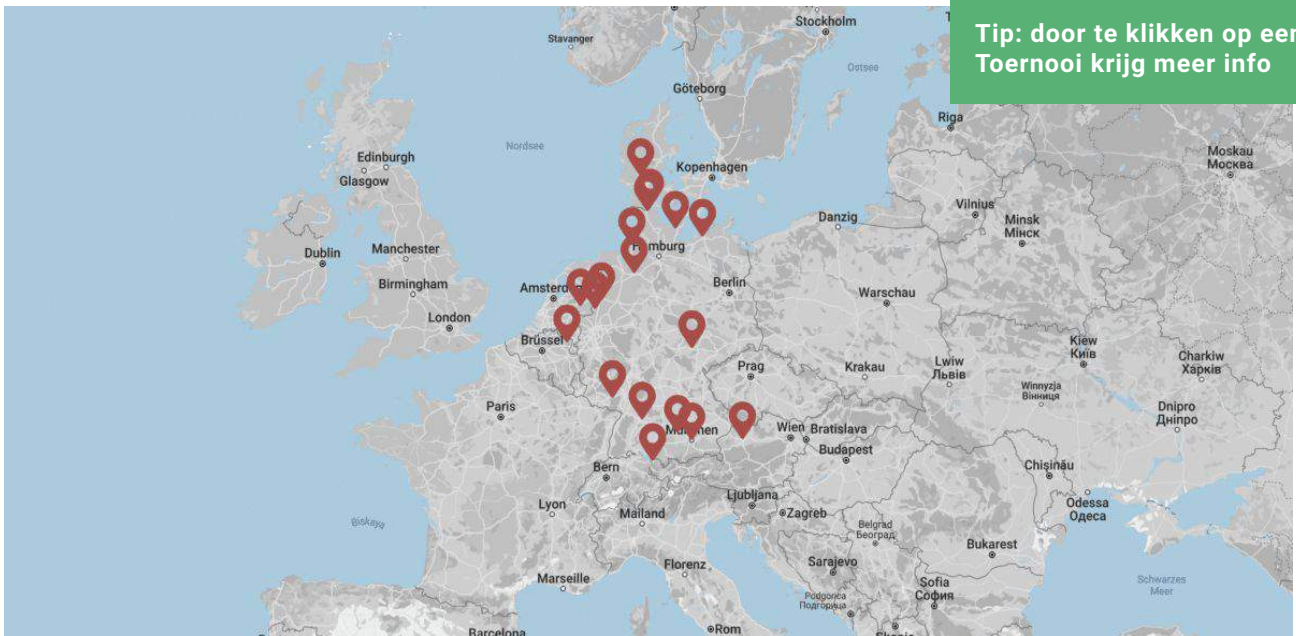 Tip: door te klikken op een
Toernooi krijg meer info
Stockholm
Stavanger
Ostsee
Göteborg
Riga
Nordsee
Moskau
Москва
Edinburgh
Glasgow
Kopenhagen
Vilnius
Danzig
Minsk
Мінск
Dublin
Manchester
Hamburg
Birmingham
Amsterdam
Berlin
Warschau
London
Brüssel
Kiew
Київ
Charkiw
Харків
Lwiw
Львів
Prag
Krakau
Winnyzja
Вінниця
Paris
Dnipro
Дніпро
München
Wien
Bratislava
Budapest
Bern
Chișinău
Ljubljana
Odessa
Одеса
Lyon
Mailand
Zagreb
Biskaya
Belgrad
Београд
Bukarest
Florenz
Sarajevo
Marseille
Sofia
София
Schwarzes
Meer
Podgorica
Подгорица
Barcelona
Rom
Skopje